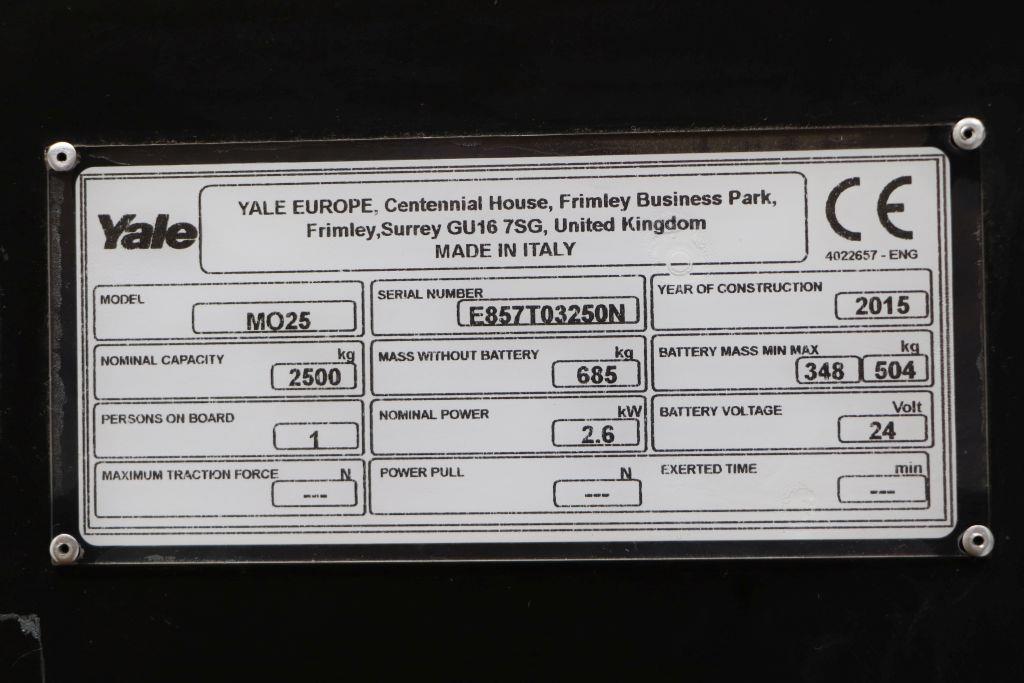 Yale
YALE EUROPE, Centennial House, Frimley Business Park,
Frimley,Surrey GU16 7SG, United Kingdom
MADE IN ITALY
CE
4022657 - ENG
MODEL MO25
SERIAL NUMBER E857T03250N
YEAR OF CONSTRUCTION 2015
NOMINAL CAPACITY kg 2500
MASS WITHOUT BATTERY kg 685
BATTERY MASS MIN MAX kg 348 504
PERSONS ON BOARD 1
NOMINAL POWER kW 2.6
BATTERY VOLTAGE Volt 24
MAXIMUM TRACTION FORCE N ---
POWER PULL N ---
EXERTED TIME min ---